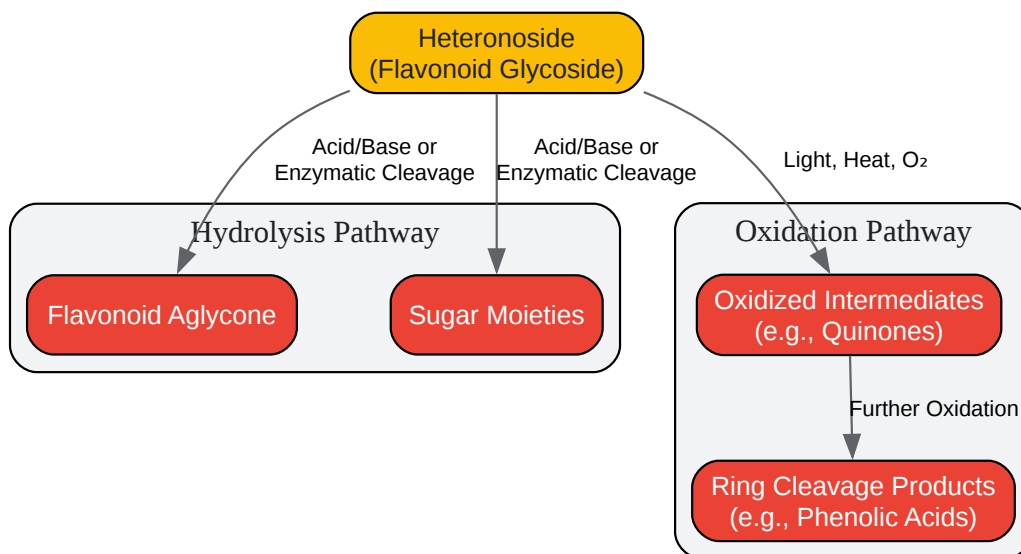 Heteronoside
(Flavonoid Glycoside)
Acid/Base or
Enzymatic Cleavage
Acid/Base or
Enzymatic Cleavage
Light, Heat, O₂
Hydrolysis Pathway
Flavonoid Aglycone
Sugar Moieties
Oxidation Pathway
Oxidized Intermediates
(e.g., Quinones)
Further Oxidation
Ring Cleavage Products
(e.g., Phenolic Acids)